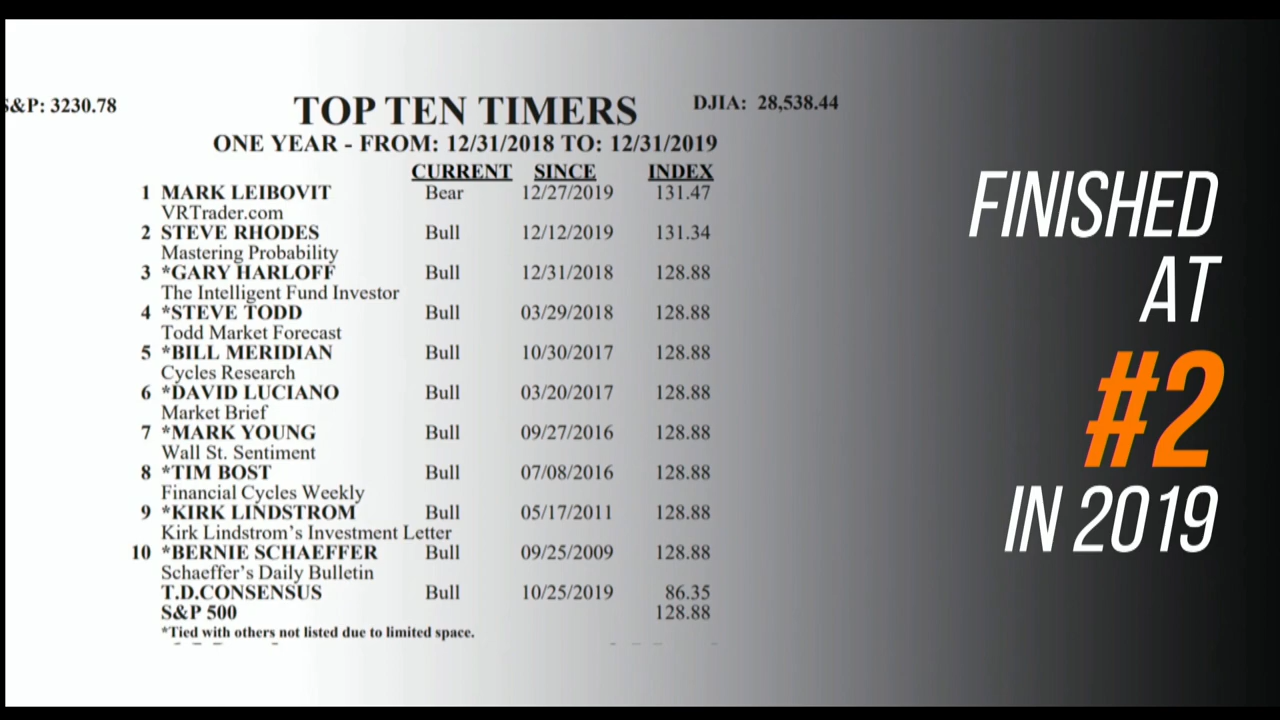 S&P: 3230.78
TOP TEN TIMERS
DJIA: 28,538.44
ONE YEAR - FROM: 12/31/2018 TO: 12/31/2019
CURRENT SINCE INDEX
1 MARK LEIBOVIT Bear 12/27/2019 131.47
VRTrader.com
2 STEVE RHODES Bull 12/12/2019 131.34
Mastering Probability
3 *GARY HARLOFF Bull 12/31/2018 128.88
The Intelligent Fund Investor
4 *STEVE TODD Bull 03/29/2018 128.88
Todd Market Forecast
5 *BILL MERIDIAN Bull 10/30/2017 128.88
Cycles Research
6 *DAVID LUCIANO Bull 03/20/2017 128.88
Market Brief
7 *MARK YOUNG Bull 09/27/2016 128.88
Wall St. Sentiment
8 *TIM BOST Bull 07/08/2016 128.88
Financial Cycles Weekly
9 *KIRK LINDSTROM Bull 05/17/2011 128.88
Kirk Lindstrom's Investment Letter
10 *BERNIE SCHAEFFER Bull 09/25/2009 128.88
Schaeffer's Daily Bulletin
T.D.CONSENSUS Bull 10/25/2019 86.35
S&P 500 128.88
*Tied with others not listed due to limited space.
FINISHED
AT
#2
IN 2019